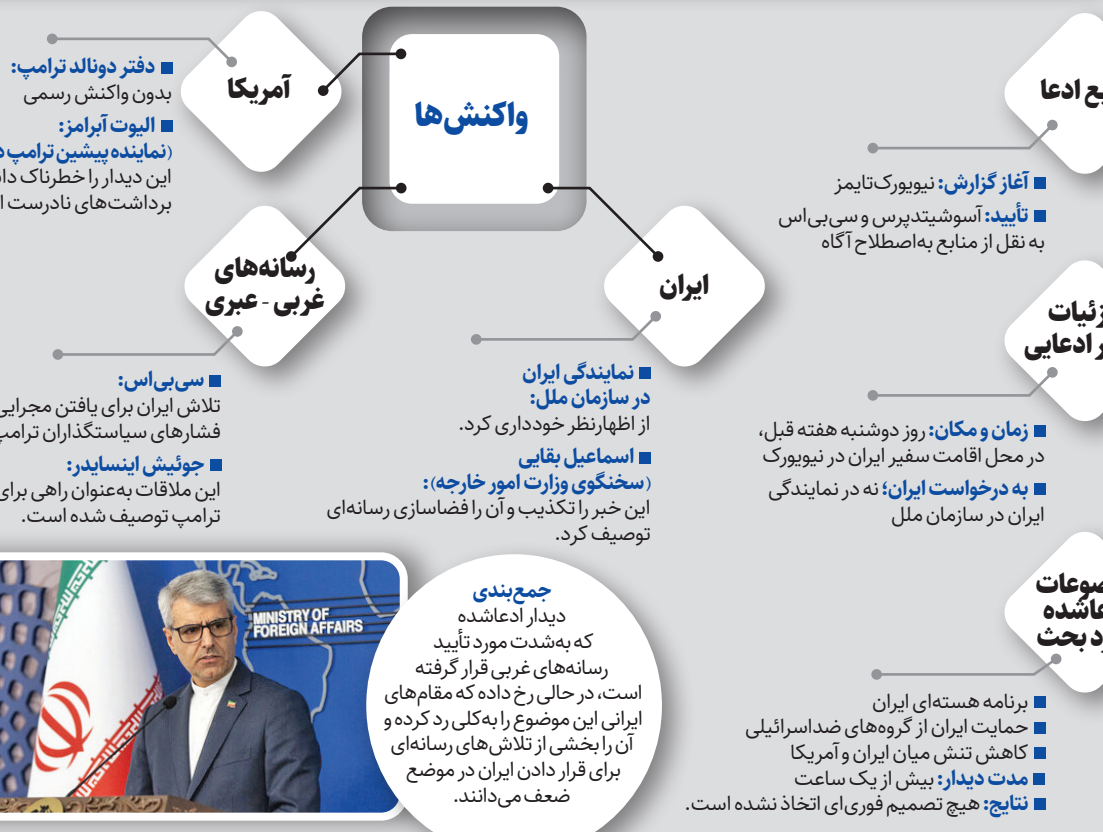 ادعا
آغاز گزارش: نیویورک‌تایمز
تأیید: آسوشیتدپرس و سی‌بی‌اس
به نقل از منابع به‌اصطلاح آگاه
ادعایی
زمان و مکان: روز دوشنبه هفته قبل،
در محل اقامت سفیر ایران در نیویورک
به درخواست ایران؛ نه در نمایندگی
ایران در سازمان ملل
بحث
برنامه هسته‌ای ایران
حمایت ایران از گروه‌های ضداسرائیلی
کاهش تنش میان ایران و آمریکا
مدت دیدار: بیش از یک ساعت
نتایج: هیچ تصمیم فوری‌ای اتخاذ نشده است.
واکنش‌ها
ایران
نمایندگی ایران
در سازمان ملل:
از اظهارنظر خودداری کرد.
اسماعیل بقایی
(سخنگوی وزارت امور خارجه):
این خبر را تکذیب و آن را فضاسازی رسانه‌ای
توصیف کرد.
آمریکا
دفتر دونالد ترامپ:
بدون واکنش رسمی
الیوت آبرامز:
(نماینده پیشین ترامپ
این دیدار را خطرناک
برداشت‌های نادرست
رسانه‌های
غربی - عبری
سی‌بی‌اس:
تلاش ایران برای یافتن مجرایی
فشارهای سیاستگذاران ترامپ
جوئیش اینسایدر:
این ملاقات به‌عنوان راهی برای
ترامپ توصیف شده است.
جمع‌بندی
دیدار ادعاشده
که به‌شدت مورد تأیید
رسانه‌های غربی قرار گرفته
است، در حالی رخ داده که مقام‌های
ایرانی این موضوع را به‌کلی رد کرده و
آن را بخشی از تلاش‌های رسانه‌ای
برای قرار دادن ایران در موضع
ضعف می‌دانند.
MINISTRY OF
FOREIGN AFFAIRS